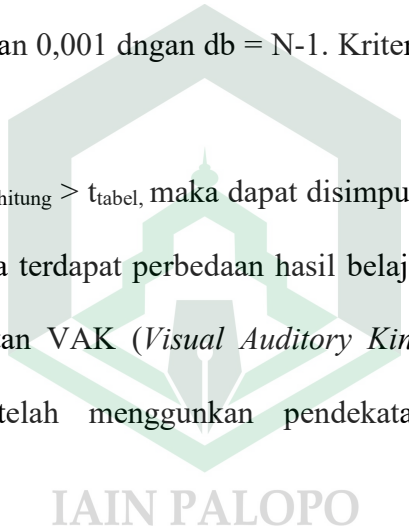 an 0,001 dngan db = N-1. Kriter
hitung > ttabel, maka dapat disimpu
a terdapat perbedaan hasil belaj
tan VAK (Visual Auditory Kin
telah menggunkan pendekata
IAIN PALOPO